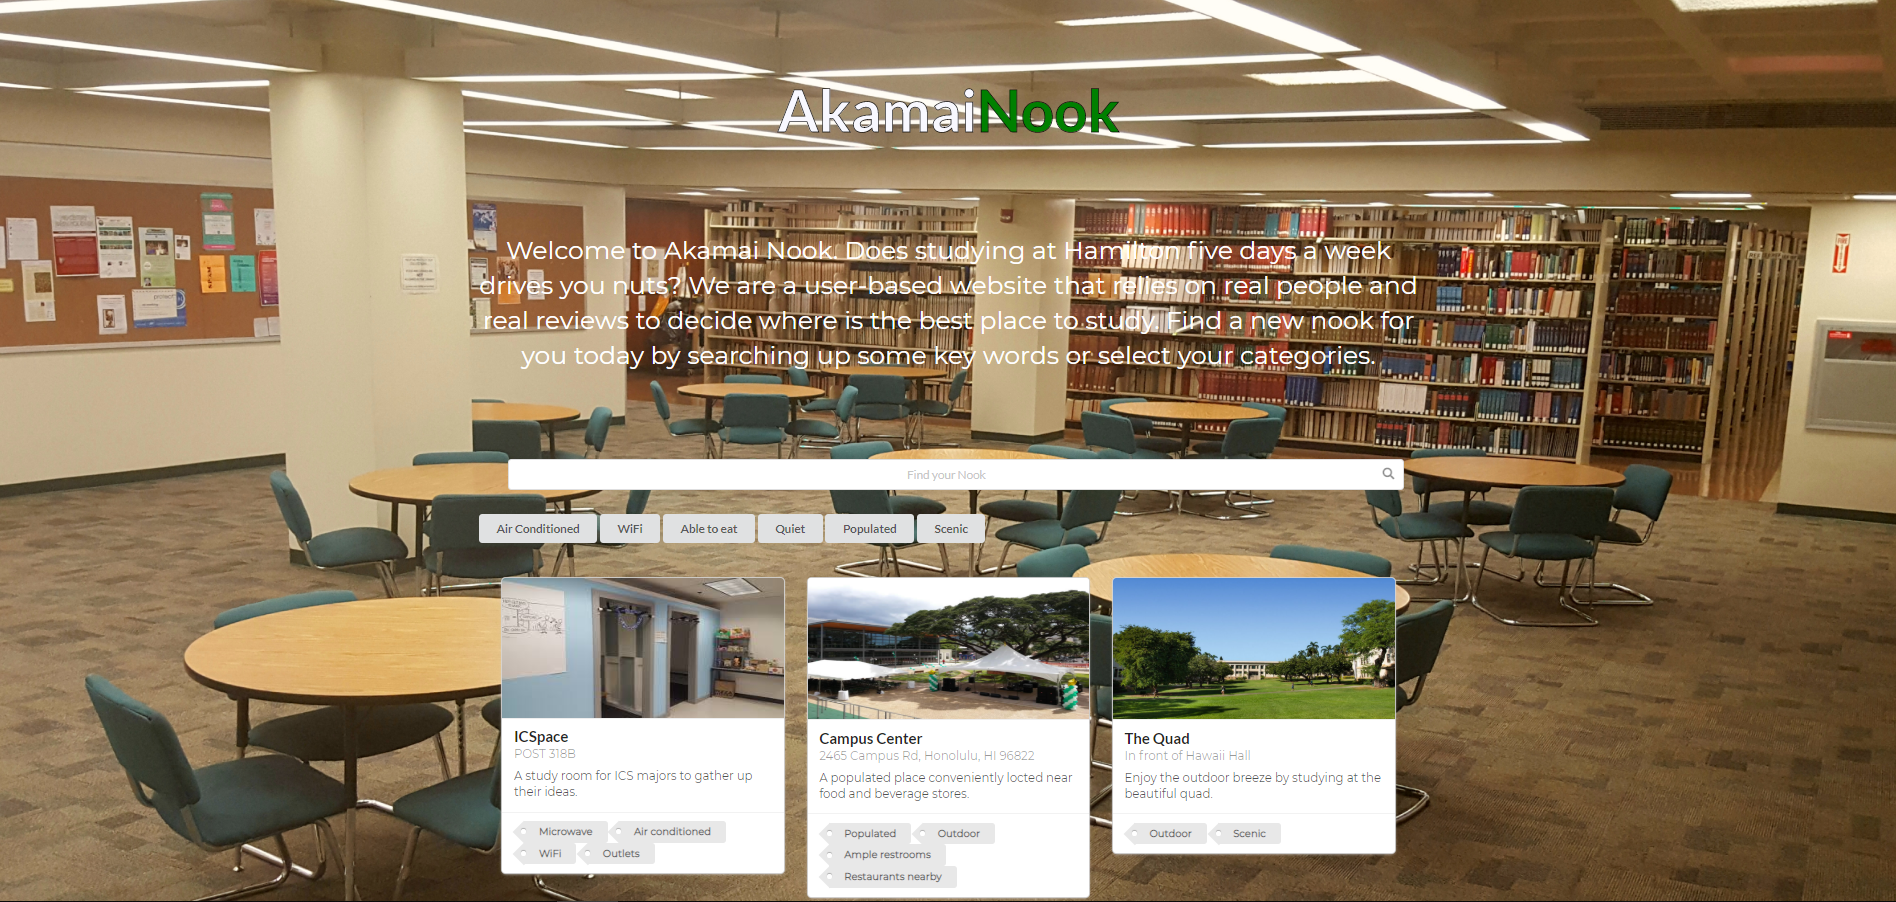 AkamaiNook
Welcome to Akamai Nook. Does studying at Hamilton five days a week
drives you nuts? We are a user-based website that relies on real people and
real reviews to decide where is the best place to study. Find a new nook for
you today by searching up some key words or select your categories.
Find your Nook
Air Conditioned WiFi Able to eat Quiet Populated Scenic
ICSpace
POST 318B
A study room for ICS majors to gather up
their ideas.
Microwave Air conditioned
WiFi Outlets
Campus Center
2465 Campus Rd, Honolulu, HI 96822
A populated place conveniently locted near
food and beverage stores.
Populated Outdoor
Ample restrooms
Restaurants nearby
The Quad
In front of Hawaii Hall
Enjoy the outdoor breeze by studying at the
beautiful quad.
Outdoor Scenic